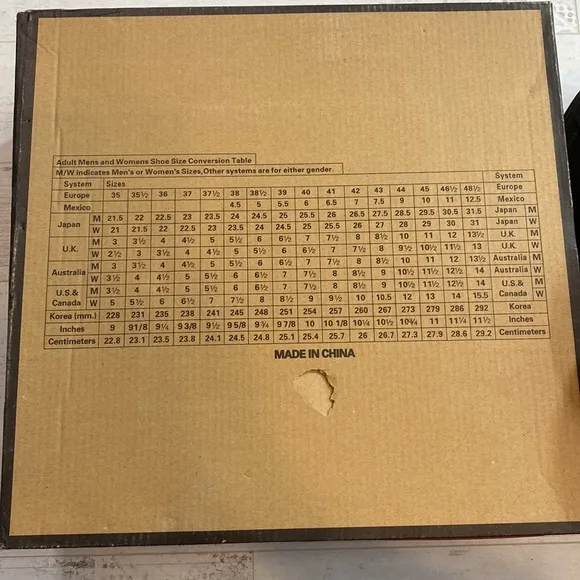 Adult Mens and Womens Shoe Size Conversion Table
M/W indicates Men's or Women's Sizes,Other systems are for either gender.
System Sizes System
Europe 35 35½ 36 37 37½ 38 38½ 39 40 41 42 43 44 45 46½ 48½ Europe
Mexico 4.5 5 5.5 6 6.5 7 7.5 9 10 11 12.5 Mexico
Japan M 21.5 22 22.5 23 23.5 24 24.5 25 25.5 26 26.5 27.5 28.5 29.5 30.5 31.5 Japan M
W 21 21.5 22 22.5 23 23.5 24 24.5 25 25.5 26 27 28 29 30 31 Japan W
U.K. M 3 3½ 4 4½ 5 5½ 6 6½ 7 7½ 8 8½ 10 11 12 13½ U.K. M
W 2½ 3 3½ 4 4½ 5 5½ 6 6½ 7 7½ 8 9½ 10½ 11½ 13 U.K. W
Australia M 3 3½ 4 4½ 5 5½ 6 6½ 7 7½ 8 8½ 10 11 12 13½ Australia M
W 3½ 4 4½ 5 5½ 6 6½ 7 7½ 8 8½ 9 10½ 11½ 12½ 14 Australia W
U.S.& Canada M 3½ 4 4½ 5 5½ 6 6½ 7 7½ 8 8½ 9 10½ 11½ 12½ 14 U.S.& Canada M
W 5 5½ 6 6½ 7 7½ 8 8½ 9 9½ 10 10.5 12 13 14 15.5 W
Korea (mm.) 228 231 235 238 241 245 248 251 254 257 260 267 273 279 286 292 Korea
Inches 9 91/8 9¼ 93/8 9½ 95/8 9¾ 97/8 10 10 1/8 10¼ 10½ 10¾ 11 11¼ 11½ Inches
Centimeters 22.8 23.1 23.5 23.8 24.1 24.5 24.8 25.1 25.4 25.7 26 26.7 27.3 27.9 28.6 29.2 Centimeters
MADE IN CHINA